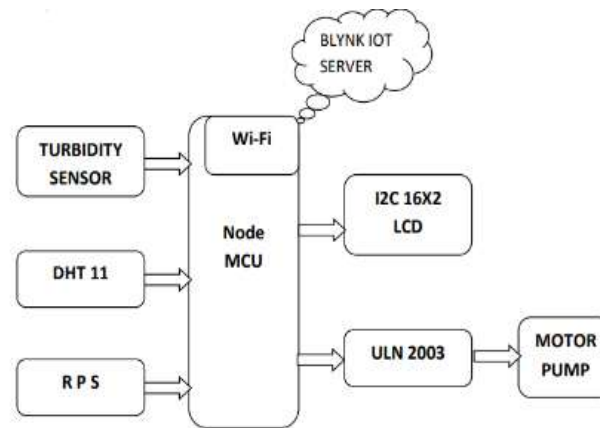 BLYNK IOT
SERVER
Wi-Fi
TURBIDITY
SENSOR
I2C 16X2
LCD
Node
MCU
DHT 11
ULN 2003
MOTOR
PUMP
R P S